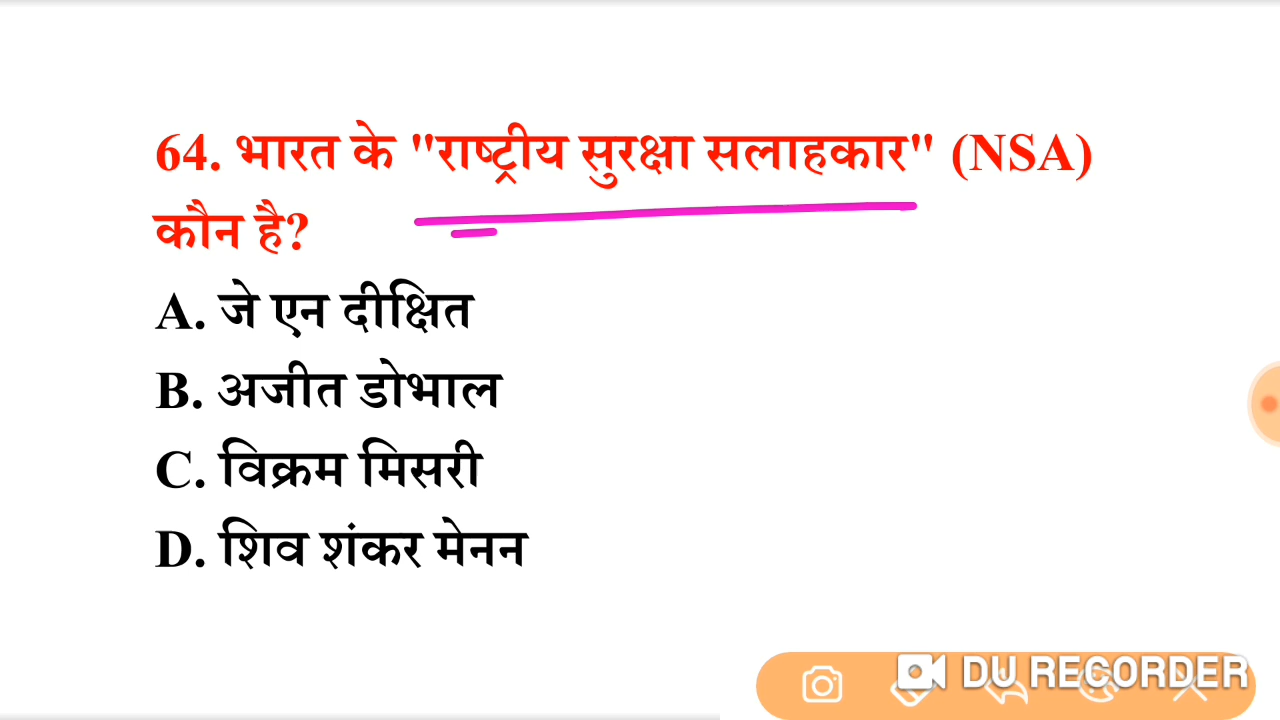 64. भारत के "राष्ट्रीय सुरक्षा सलाहकार" (NSA)
कौन है?
A. जे एन दीक्षित
B. अजीत डोभाल
C. विक्रम मिसरी
D. शिव शंकर मेनन
DU RECORDER